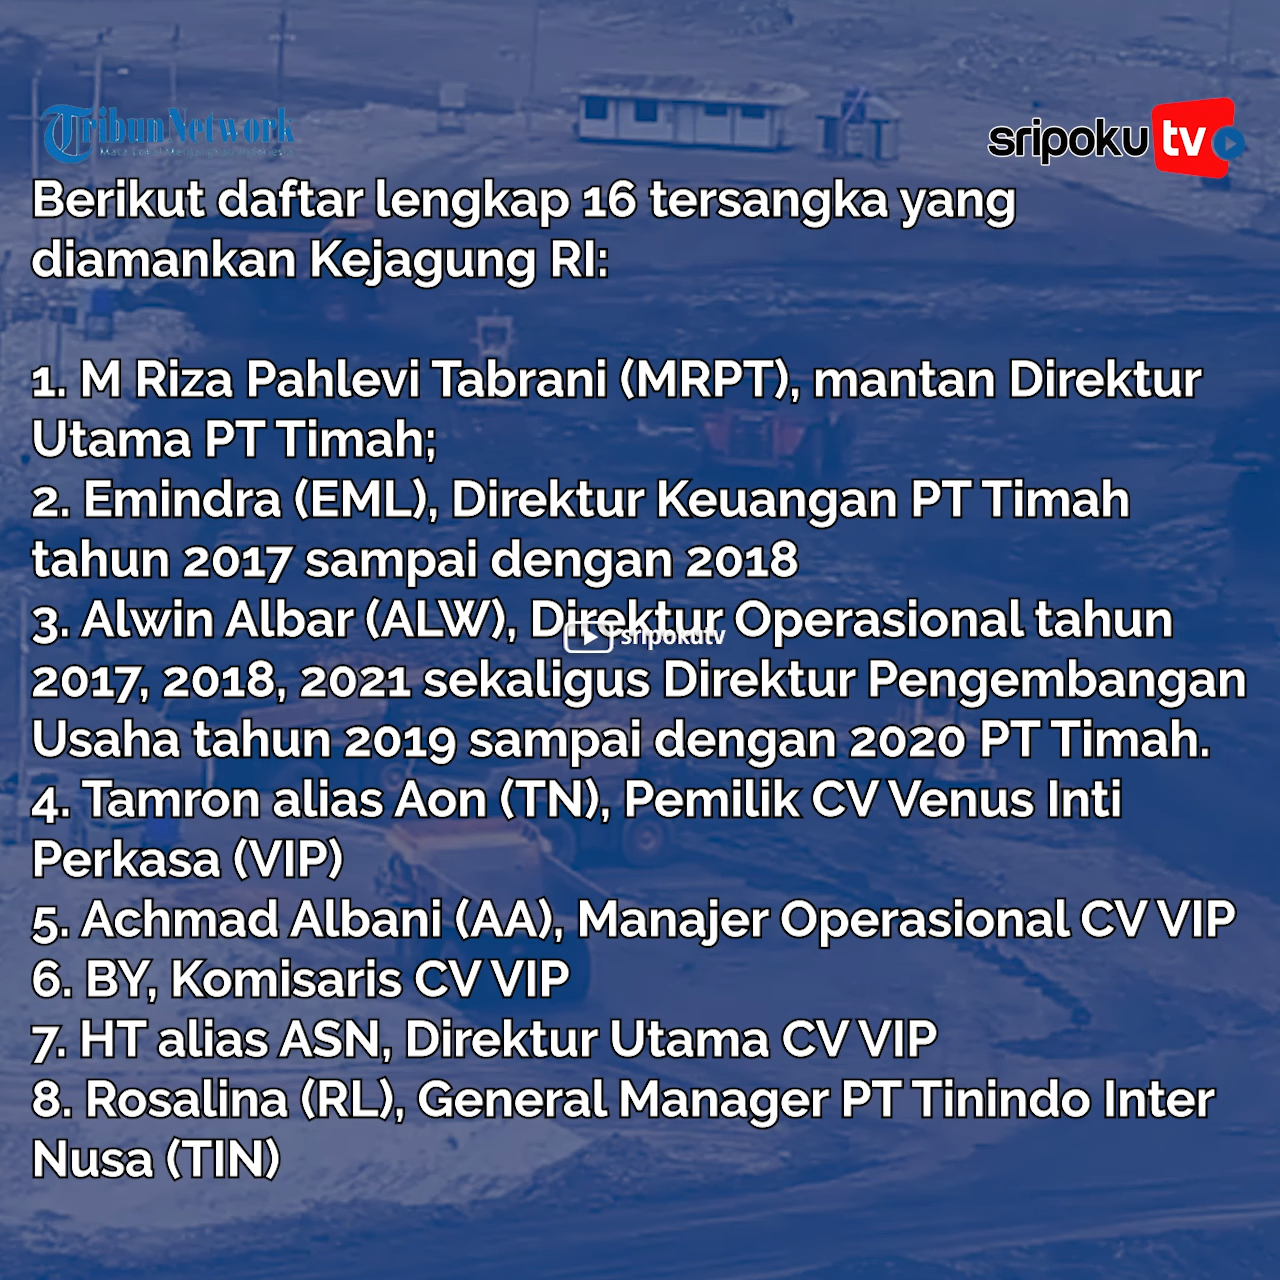 Tribun Network
Mata Lokal Menjangkau Indonesia
sripoku tv
Berikut daftar lengkap 16 tersangka yang
diamankan Kejagung RI:
1. M Riza Pahlevi Tabrani (MRPT), mantan Direktur
Utama PT Timah;
2. Emindra (EML), Direktur Keuangan PT Timah
tahun 2017 sampai dengan 2018
3. Alwin Albar (ALW), Direktur Operasional tahun
sripokutv
2017, 2018, 2021 sekaligus Direktur Pengembangan
Usaha tahun 2019 sampai dengan 2020 PT Timah.
4. Tamron alias Aon (TN), Pemilik CV Venus Inti
Perkasa (VIP)
5. Achmad Albani (AA), Manajer Operasional CV VIP
6. BY, Komisaris CV VIP
7. HT alias ASN, Direktur Utama CV VIP
8. Rosalina (RL), General Manager PT Tinindo Inter
Nusa (TIN)